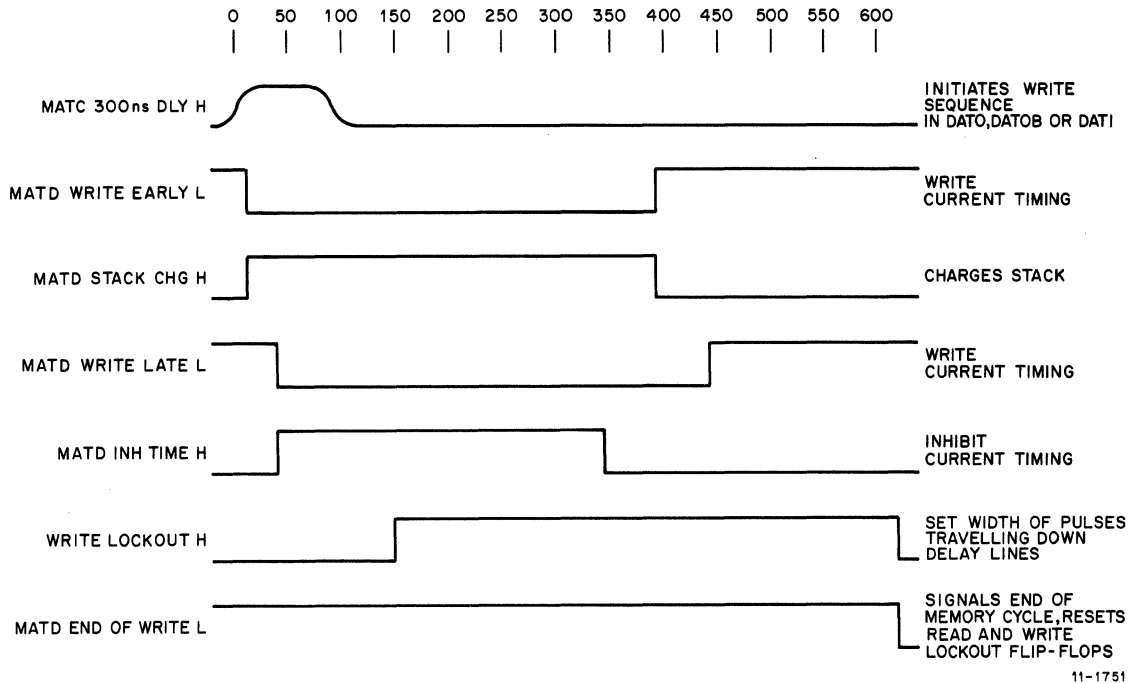 0 50 100 150 200 250 300 350 400 450 500 550 600
MATC 300ns DLY H
INITIATES WRITE
SEQUENCE
IN DATO,DATOB OR DATI
MATD WRITE EARLY L
WRITE
CURRENT TIMING
MATD STACK CHG H
CHARGES STACK
MATD WRITE LATE L
WRITE
CURRENT TIMING
MATD INH TIME H
INHIBIT
CURRENT TIMING
WRITE LOCKOUT H
SET WIDTH OF PULSES
TRAVELLING DOWN
DELAY LINES
MATD END OF WRITE L
SIGNALS END OF
MEMORY CYCLE,RESETS
READ AND WRITE
LOCKOUT FLIP-FLOPS
11-1751